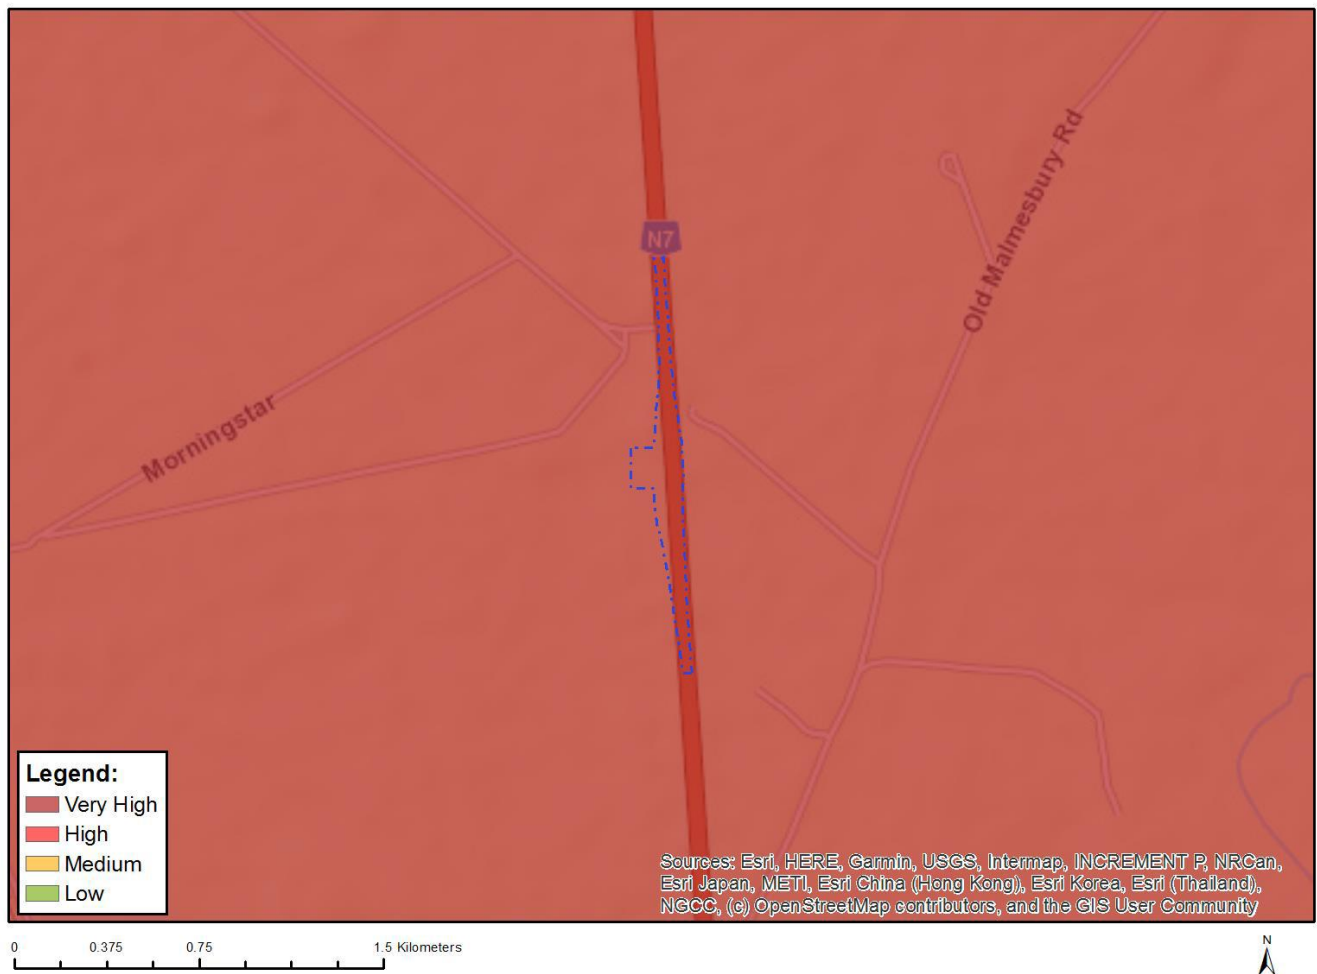 N7
Old Malmesbury Rd
Morningstar
Legend:
Very High
High
Medium
Low
Sources: Esri, HERE, Garmin, USGS, Intermap, INCREMENT P, NRCan,
Esri Japan, METI, Esri China (Hong Kong), Esri Korea, Esri (Thailand),
NGCC, (c) OpenStreetMap contributors, and the GIS User Community
0 0.375 0.75 1.5 Kilometers
N